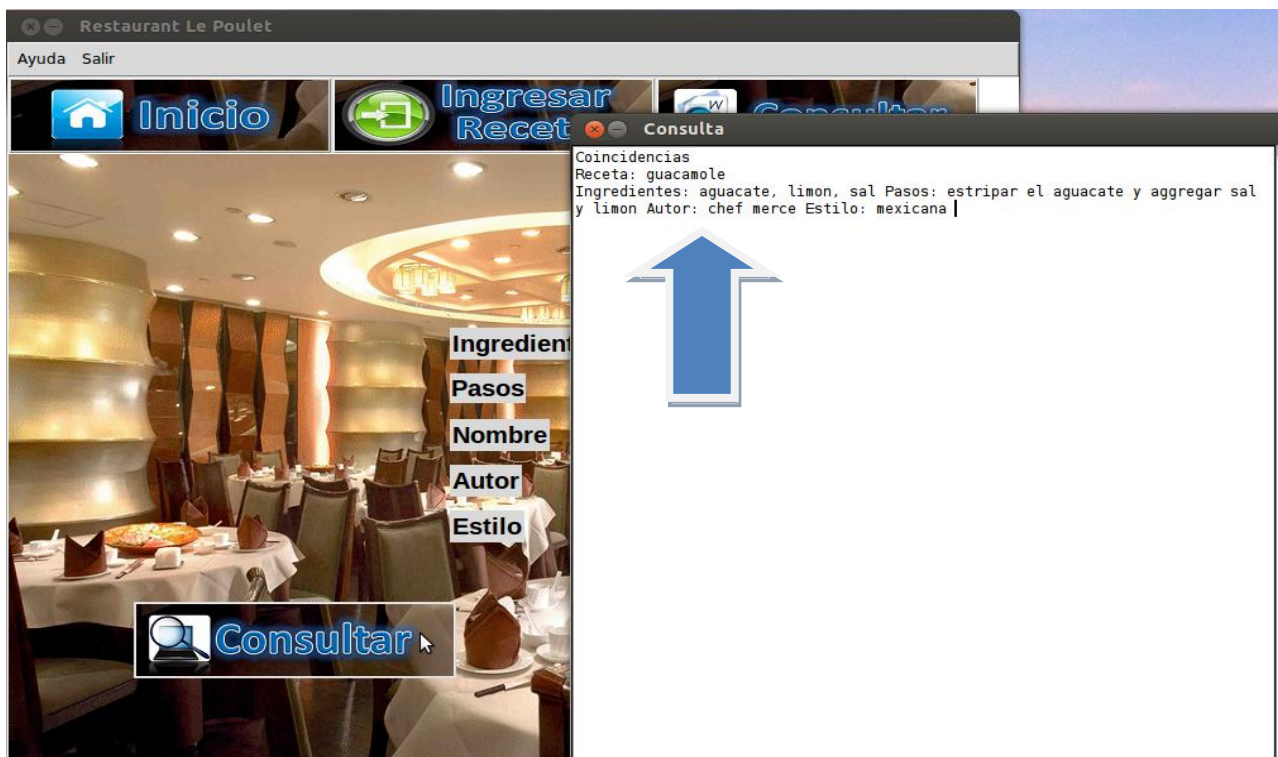 Restaurant Le Poulet
Ayuda Salir
Inicio
Ingresar
Recet
Consultar
Consulta
Coincidencias
Receta: guacamole
Ingredientes: aguacate, limon, sal Pasos: estripar el aguacate y aggregar sal
y limon Autor: chef merce Estilo: mexicana
Ingredient
Pasos
Nombre
Autor
Estilo
Consultar